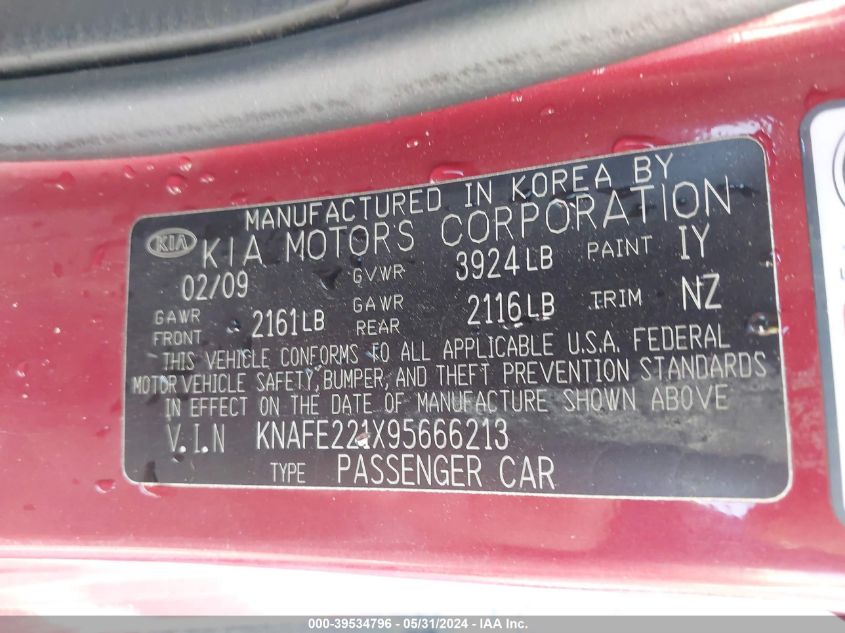 MANUFACTURED IN KOREA BY
KIA KIA MOTORS CORPORATION
02/09 GVWR 3924LB PAINT IY
GAWR FRONT 2161LB GAWR REAR 2116LB TRIM NZ
THIS VEHICLE CONFORMS TO ALL APPLICABLE U.S.A. FEDERAL
MOTOR VEHICLE SAFETY, BUMPER, AND THEFT PREVENTION STANDARDS
IN EFFECT ON THE DATE OF MANUFACTURE SHOWN ABOVE
V.I.N KNAFE221X95666213
TYPE PASSENGER CAR
000-39534796 - 05/31/2024 - IAA Inc.